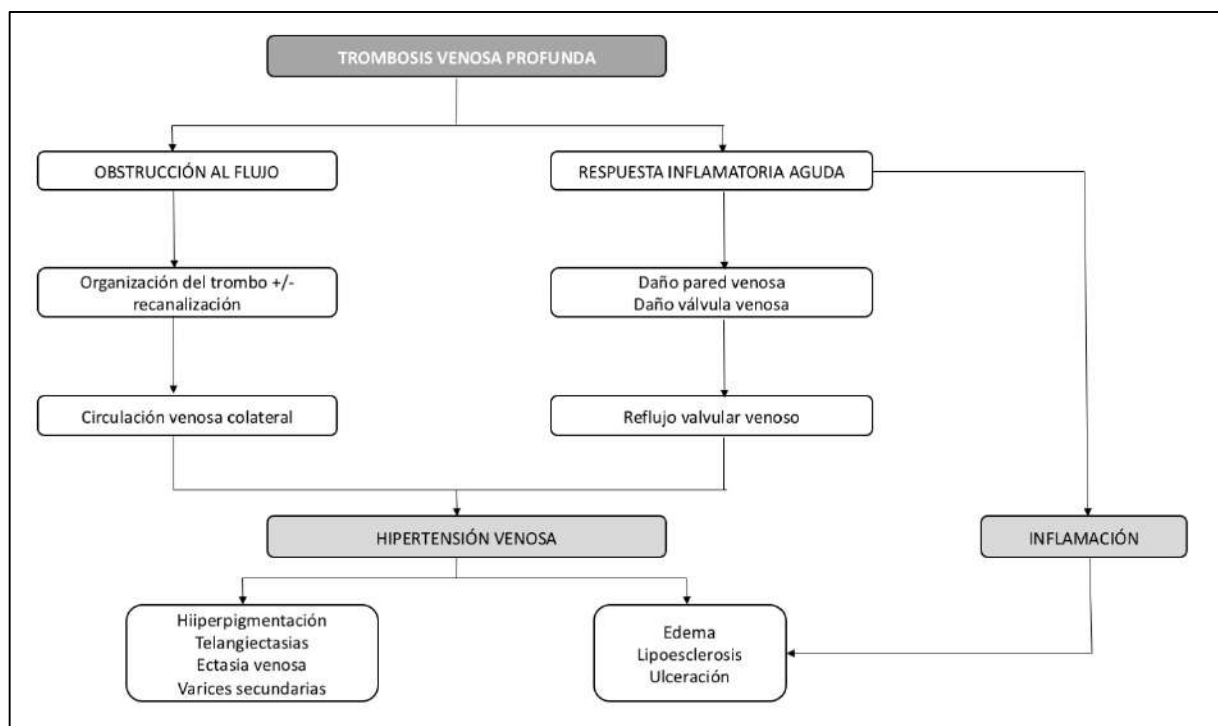 TROMBOSIS VENOSA PROFUNDA
OBSTRUCCIÓN AL FLUJO
RESPUESTA INFLAMATORIA AGUDA
Organización del trombo +/-
recanalización
Daño pared venosa
Daño válvula venosa
Circulación venosa colateral
Reflujo valvular venoso
HIPERTENSIÓN VENOSA
INFLAMACIÓN
Hiiperpigmentación
Telangiectasias
Ectasia venosa
Varices secundarias
Edema
Lipoesclerosis
Ulceración